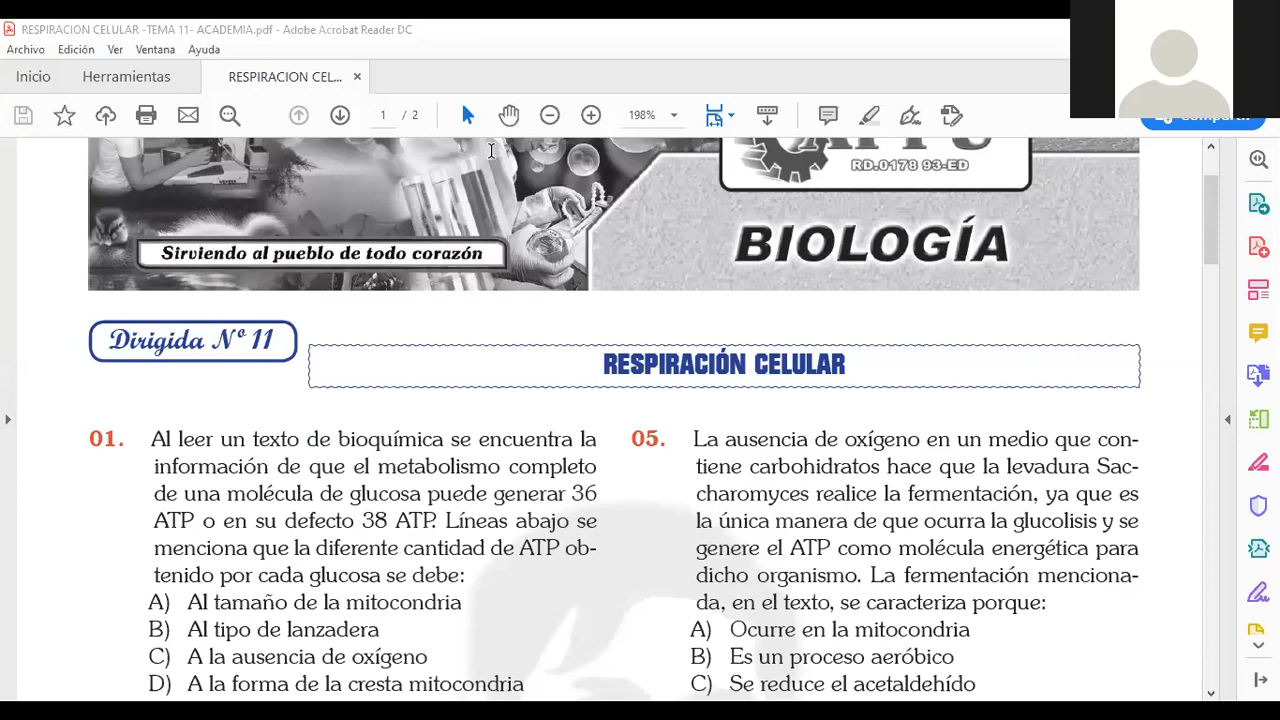 RESPIRACION CELULAR -TEMA 11- ACADEMIA.pdf - Adobe Acrobat Reader DC
Archivo Edición Ver Ventana Ayuda
Inicio Herramientas RESPIRACION CEL... ×
1 / 2 198%
RD.0178 93-ED
Sirviendo al pueblo de todo corazón
BIOLOGÍA
Dirigida Nº 11
RESPIRACIÓN CELULAR
01. Al leer un texto de bioquímica se encuentra la
información de que el metabolismo completo
de una molécula de glucosa puede generar 36
ATP o en su defecto 38 ATP. Líneas abajo se
menciona que la diferente cantidad de ATP ob-
tenido por cada glucosa se debe:
A) Al tamaño de la mitocondria
B) Al tipo de lanzadera
C) A la ausencia de oxígeno
D) A la forma de la cresta mitocondria
05. La ausencia de oxígeno en un medio que con-
tiene carbohidratos hace que la levadura Sac-
charomyces realice la fermentación, ya que es
la única manera de que ocurra la glucolisis y se
genere el ATP como molécula energética para
dicho organismo. La fermentación menciona-
da, en el texto, se caracteriza porque:
A) Ocurre en la mitocondria
B) Es un proceso aeróbico
C) Se reduce el acetaldehído